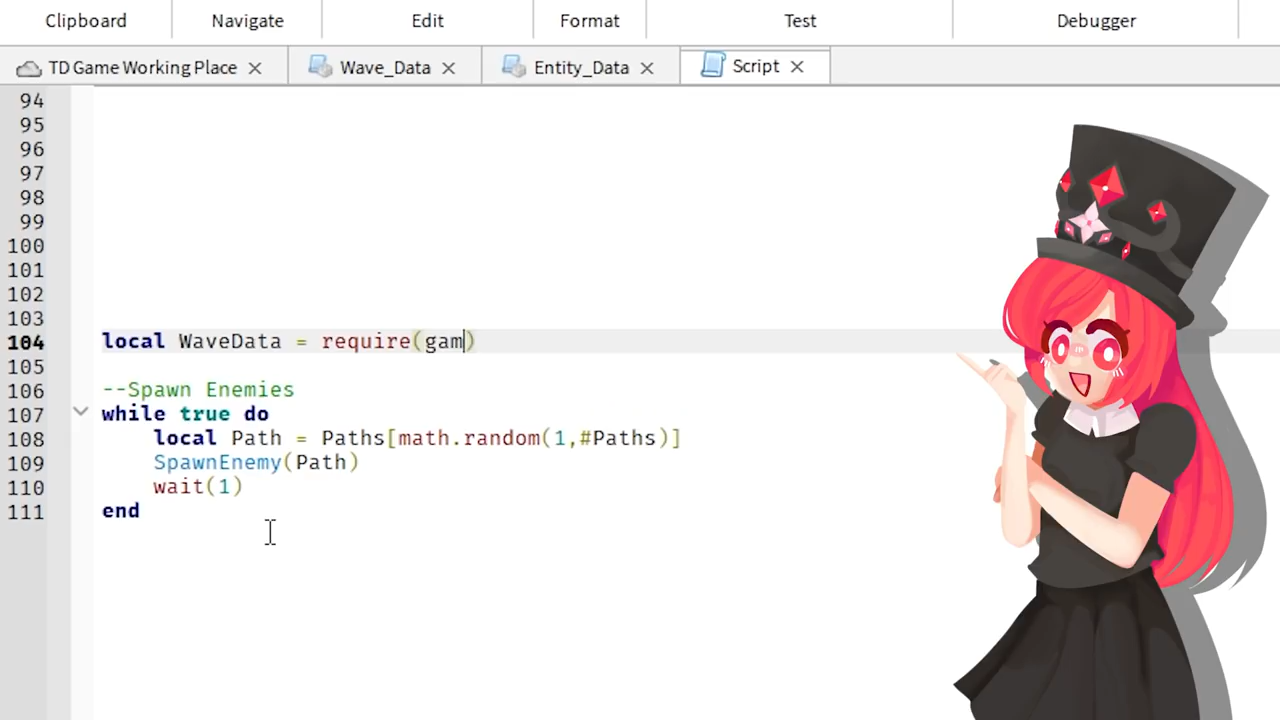 Clipboard Navigate Edit Format Test Debugger
TD Game Working Place Wave_Data Entity_Data Script
94
95
96
97
98
99
100
101
102
103
104 local WaveData = require(gam)
105
106 --Spawn Enemies
107 while true do
108 local Path = Paths[math.random(1,#Paths)]
109 SpawnEnemy(Path)
110 wait(1)
111 end